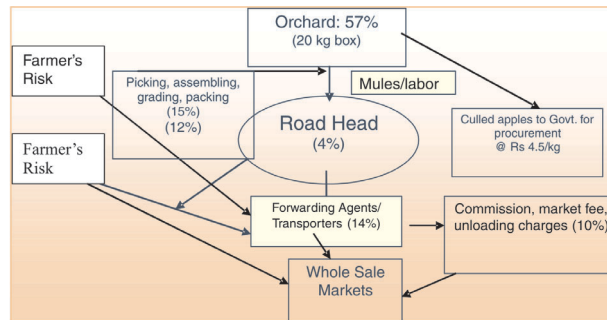 Orchard: 57%
(20 kg box)
Farmer's
Risk
Picking, assembling,
grading, packing
(15%)
(12%)
Mules/labor
Road Head
(4%)
Culled apples to Govt. for
procurement
@ Rs 4.5/kg
Farmer's
Risk
Forwarding Agents/
Transporters (14%)
Commission, market fee,
unloading charges (10%)
Whole Sale
Markets